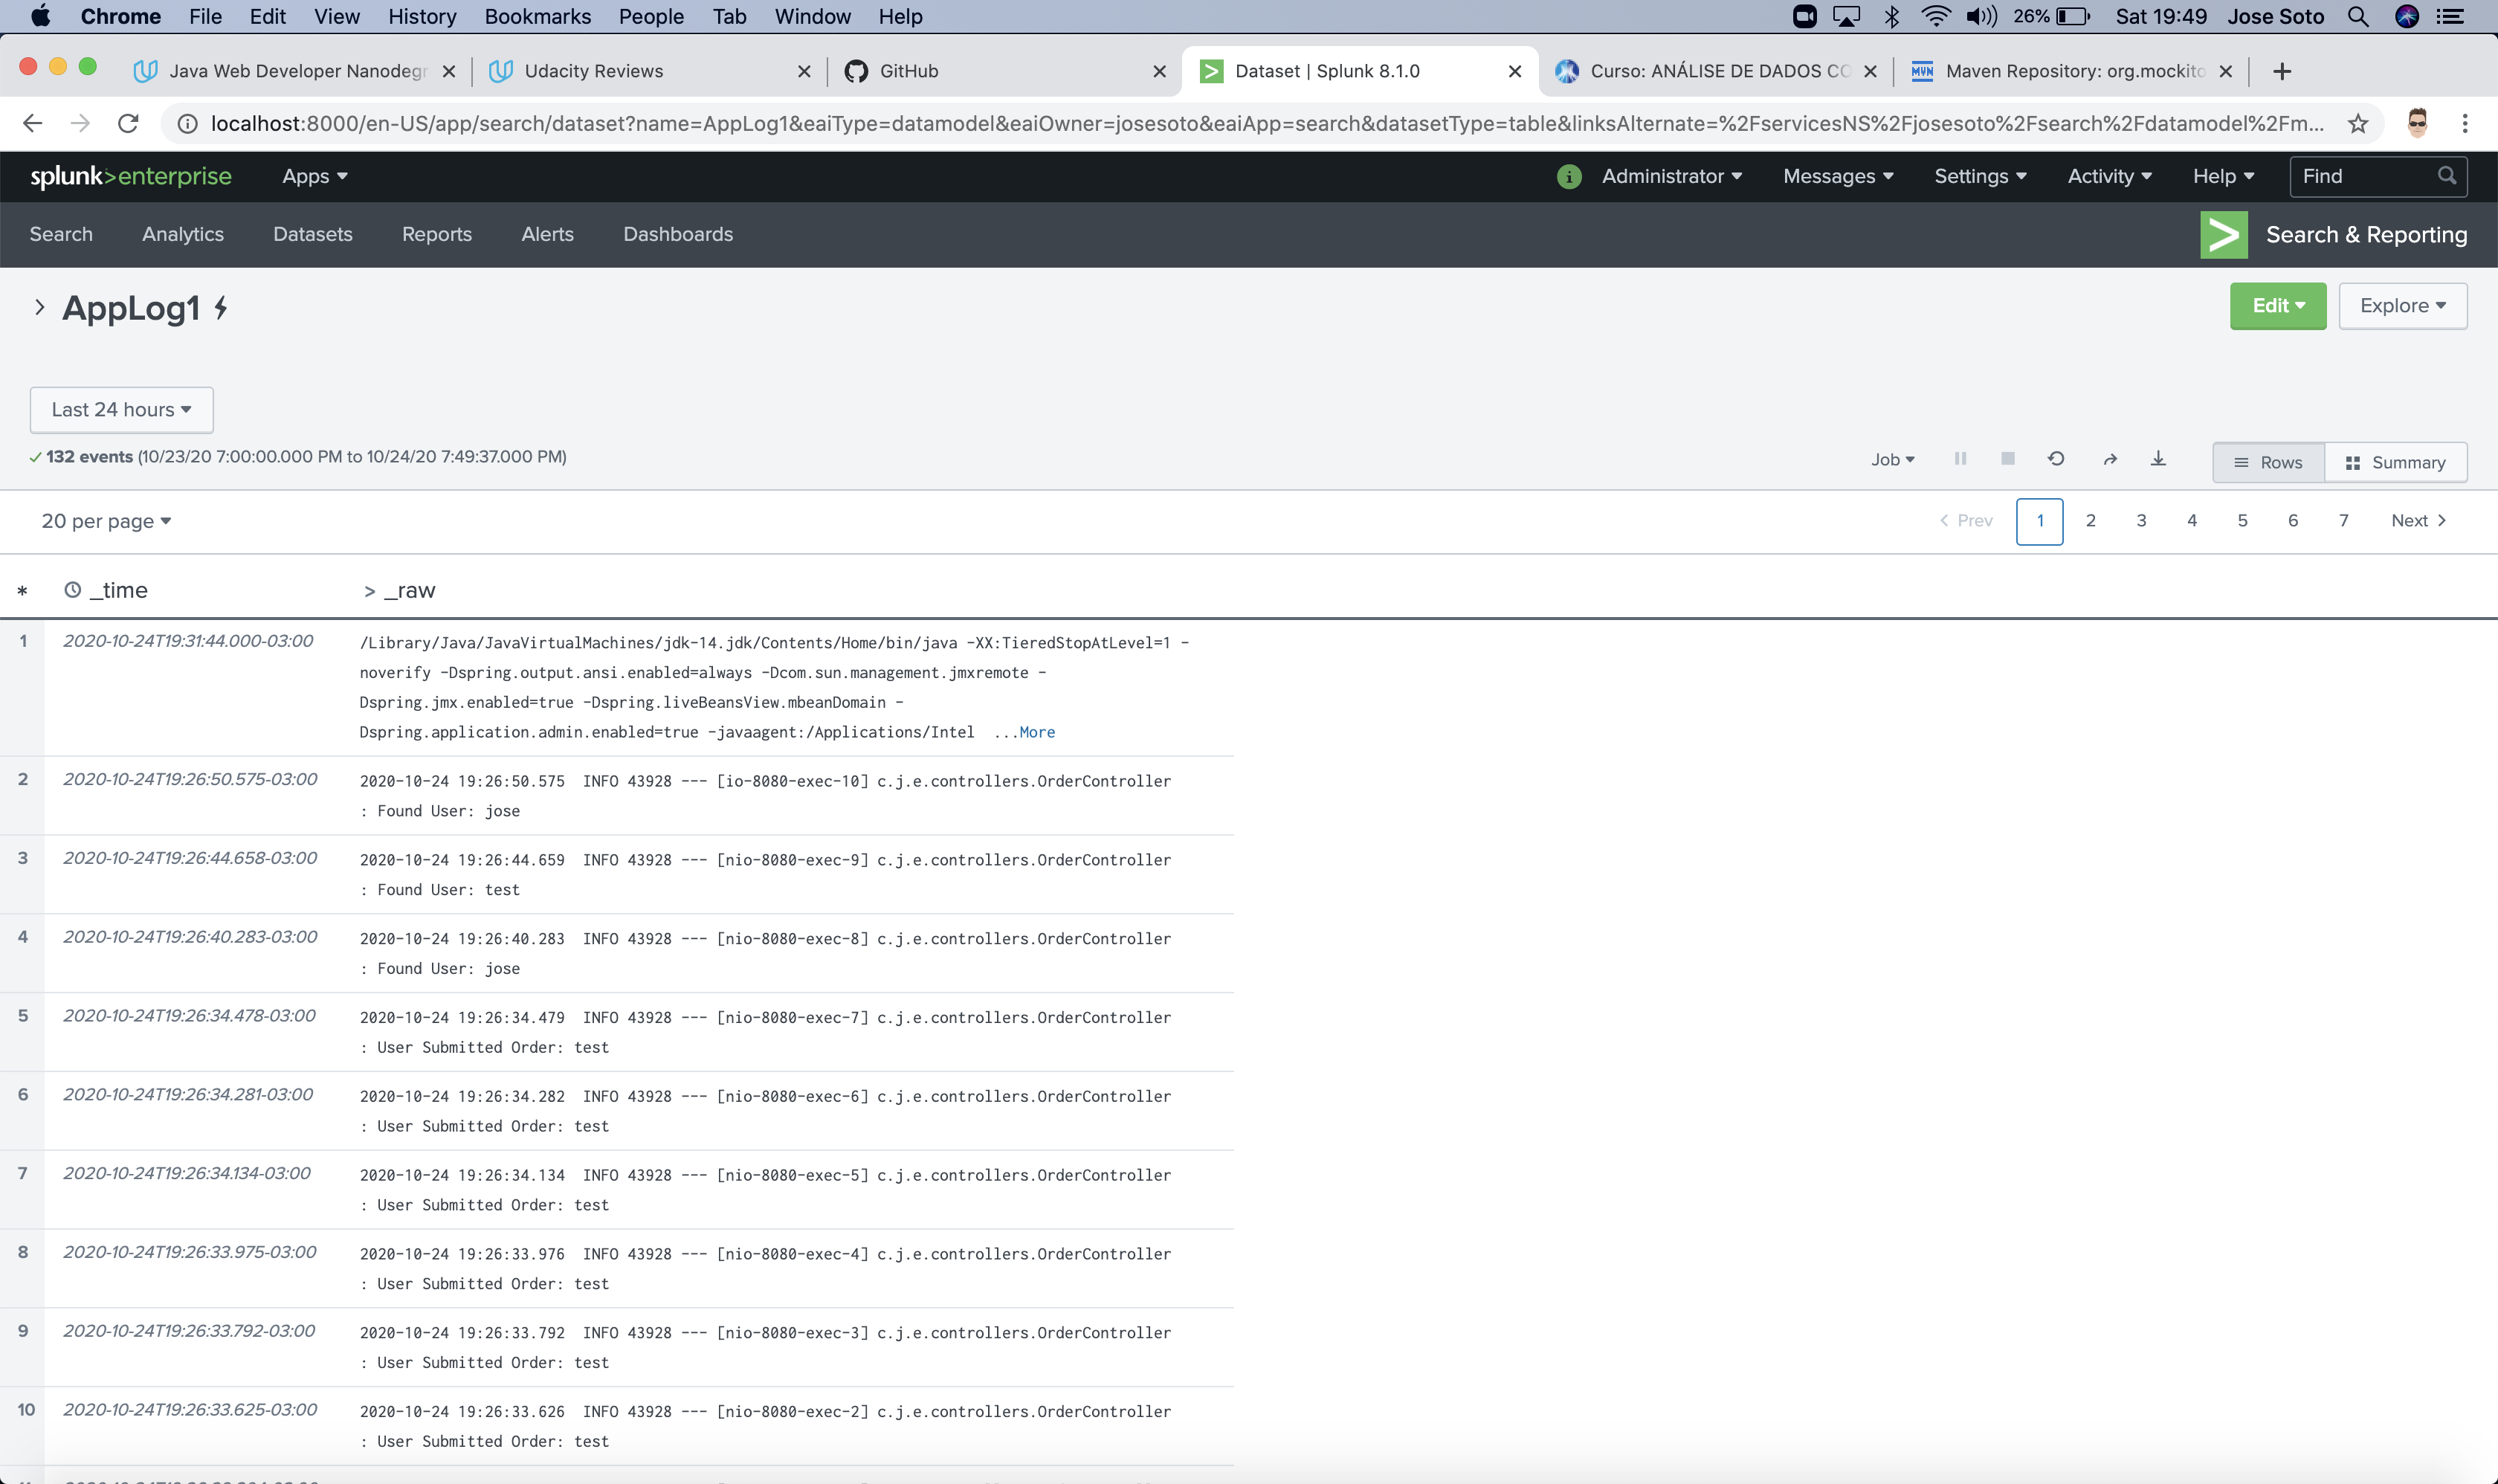 Chrome File Edit View History Bookmarks People Tab Window Help 26% Sat 19:49 Jose Soto
Java Web Developer Nanodegr Udacity Reviews GitHub Dataset | Splunk 8.1.0 Curso: ANÁLISE DE DADOS CO Maven Repository: org.mockito
localhost:8000/en-US/app/search/dataset?name=AppLog1&eaiType=datamodel&eaiOwner=josesoto&eaiApp=search&datasetType=table&linksAlternate=%2FservicesNS%2Fjosesoto%2Fsearch%2Fdatamodel%2Fm...
splunk>enterprise Apps Administrator Messages Settings Activity Help Find
Search Analytics Datasets Reports Alerts Dashboards Search & Reporting
AppLog1 Edit Explore
Last 24 hours
132 events (10/23/20 7:00:00.000 PM to 10/24/20 7:49:37.000 PM) Job Rows Summary
20 per page < Prev 1 2 3 4 5 6 7 Next >
* _time > _raw
1 2020-10-24T19:31:44.000-03:00 /Library/Java/JavaVirtualMachines/jdk-14.jdk/Contents/Home/bin/java -XX:TieredStopAtLevel=1 -
noverify -Dspring.output.ansi.enabled=always -Dcom.sun.management.jmxremote -
Dspring.jmx.enabled=true -Dspring.liveBeansView.mbeanDomain -
Dspring.application.admin.enabled=true -javaagent:/Applications/Intel ...More
2 2020-10-24T19:26:50.575-03:00 2020-10-24 19:26:50.575 INFO 43928 --- [io-8080-exec-10] c.j.e.controllers.OrderController
: Found User: jose
3 2020-10-24T19:26:44.658-03:00 2020-10-24 19:26:44.659 INFO 43928 --- [nio-8080-exec-9] c.j.e.controllers.OrderController
: Found User: test
4 2020-10-24T19:26:40.283-03:00 2020-10-24 19:26:40.283 INFO 43928 --- [nio-8080-exec-8] c.j.e.controllers.OrderController
: Found User: jose
5 2020-10-24T19:26:34.478-03:00 2020-10-24 19:26:34.479 INFO 43928 --- [nio-8080-exec-7] c.j.e.controllers.OrderController
: User Submitted Order: test
6 2020-10-24T19:26:34.281-03:00 2020-10-24 19:26:34.282 INFO 43928 --- [nio-8080-exec-6] c.j.e.controllers.OrderController
: User Submitted Order: test
7 2020-10-24T19:26:34.134-03:00 2020-10-24 19:26:34.134 INFO 43928 --- [nio-8080-exec-5] c.j.e.controllers.OrderController
: User Submitted Order: test
8 2020-10-24T19:26:33.975-03:00 2020-10-24 19:26:33.976 INFO 43928 --- [nio-8080-exec-4] c.j.e.controllers.OrderController
: User Submitted Order: test
9 2020-10-24T19:26:33.792-03:00 2020-10-24 19:26:33.792 INFO 43928 --- [nio-8080-exec-3] c.j.e.controllers.OrderController
: User Submitted Order: test
10 2020-10-24T19:26:33.625-03:00 2020-10-24 19:26:33.626 INFO 43928 --- [nio-8080-exec-2] c.j.e.controllers.OrderController
: User Submitted Order: test